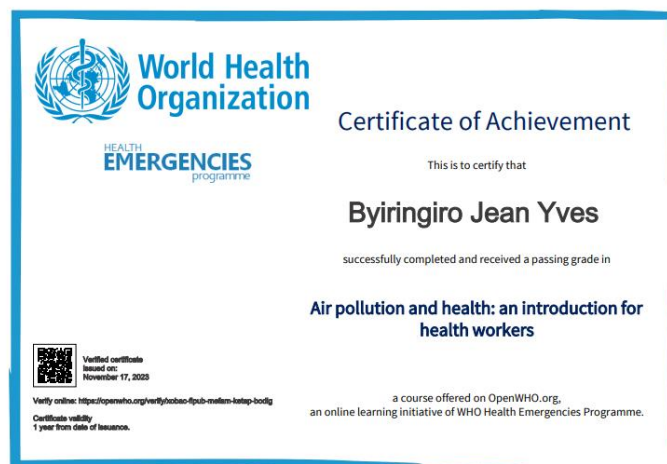 World Health
Organization
HEALTH
EMERGENCIES
programme
Certificate of Achievement
This is to certify that
Byiringiro Jean Yves
successfully completed and received a passing grade in
Air pollution and health: an introduction for
health workers
Verified certificate
Issued on:
November 17, 2023
Verify online: https://openwho.org/verify/xobac-fipub-mefam-ketap-bodig
Certificate validity
1 year from date of issuance.
a course offered on OpenWHO.org,
an online learning initiative of WHO Health Emergencies Programme.